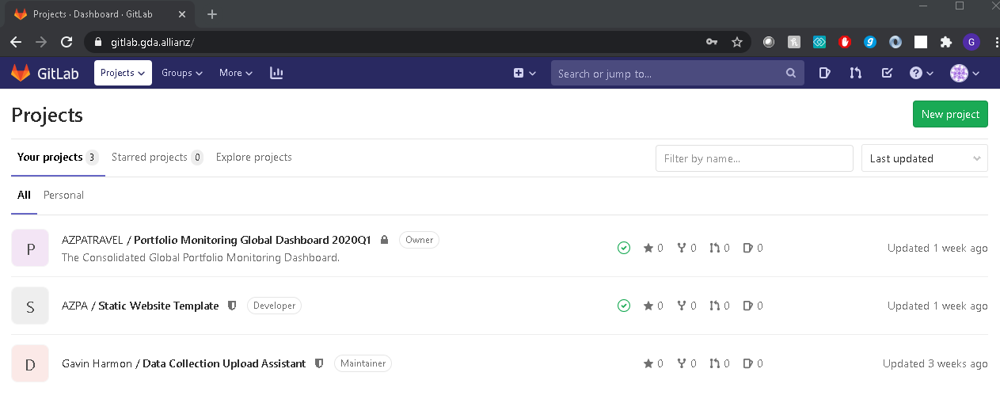 Projects · Dashboard · GitLab
gitlab.gda.allianz/
G
GitLab Projects Groups More Search or jump to...
Projects
New project
Your projects 3 Starred projects 0 Explore projects Filter by name... Last updated
All Personal
P
AZPATRAVEL / Portfolio Monitoring Global Dashboard 2020Q1 Owner
The Consolidated Global Portfolio Monitoring Dashboard.
0 0 0 0 Updated 1 week ago
S AZPA / Static Website Template Developer 0 0 0 0 Updated 1 week ago
D Gavin Harmon / Data Collection Upload Assistant Maintainer 0 0 0 0 Updated 3 weeks ago